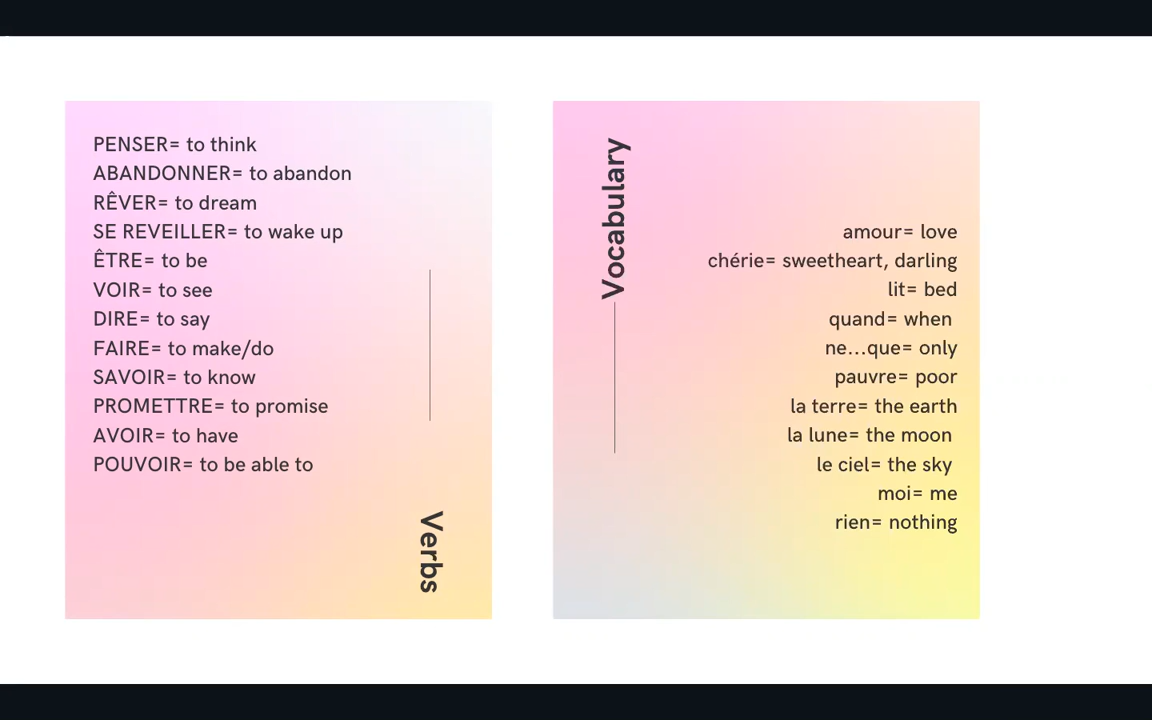 PENSER= to think
ABANDONNER= to abandon
RÊVER= to dream
SE REVEILLER= to wake up
ÊTRE= to be
VOIR= to see
DIRE= to say
FAIRE= to make/do
SAVOIR= to know
PROMETTRE= to promise
AVOIR= to have
POUVOIR= to be able to
Verbs
Vocabulary
amour= love
chérie= sweetheart, darling
lit= bed
quand= when
ne...que= only
pauvre= poor
la terre= the earth
la lune= the moon
le ciel= the sky
moi= me
rien= nothing